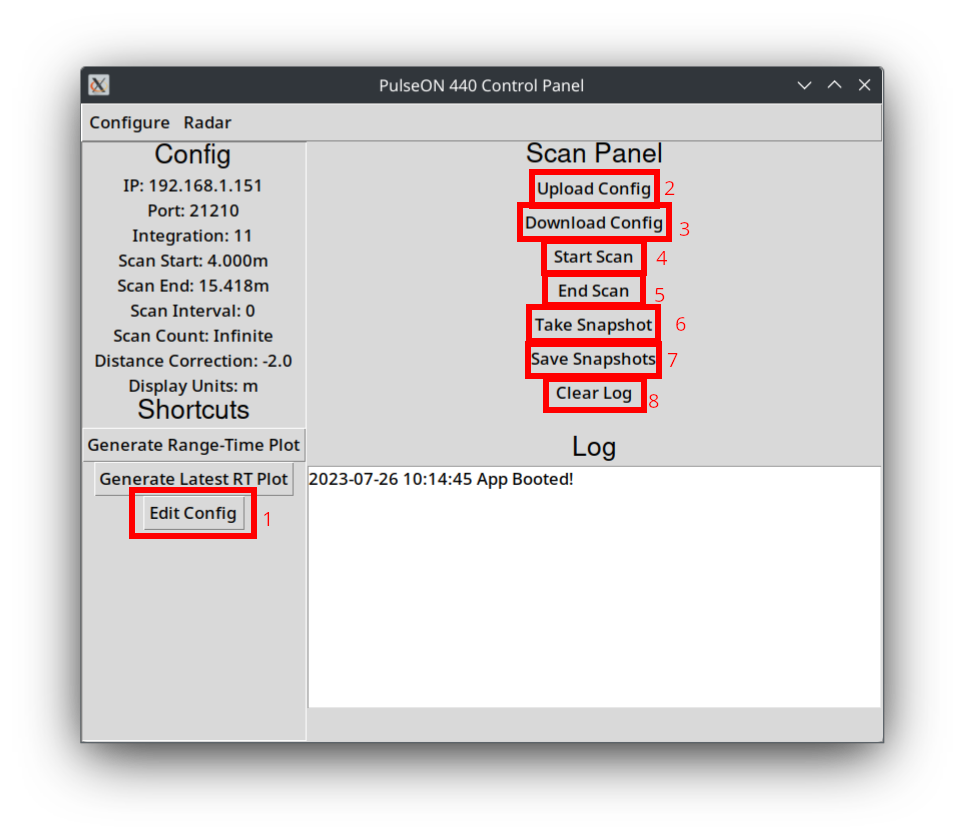 PulseON 440 Control Panel
Configure Radar
Config
IP: 192.168.1.151
Port: 21210
Integration: 11
Scan Start: 4.000m
Scan End: 15.418m
Scan Interval: 0
Scan Count: Infinite
Distance Correction: -2.0
Display Units: m
Shortcuts
Generate Range-Time Plot
Generate Latest RT Plot
Edit Config 1
Scan Panel
Upload Config 2
Download Config 3
Start Scan 4
End Scan 5
Take Snapshot 6
Save Snapshots 7
Clear Log 8
Log
2023-07-26 10:14:45 App Booted!